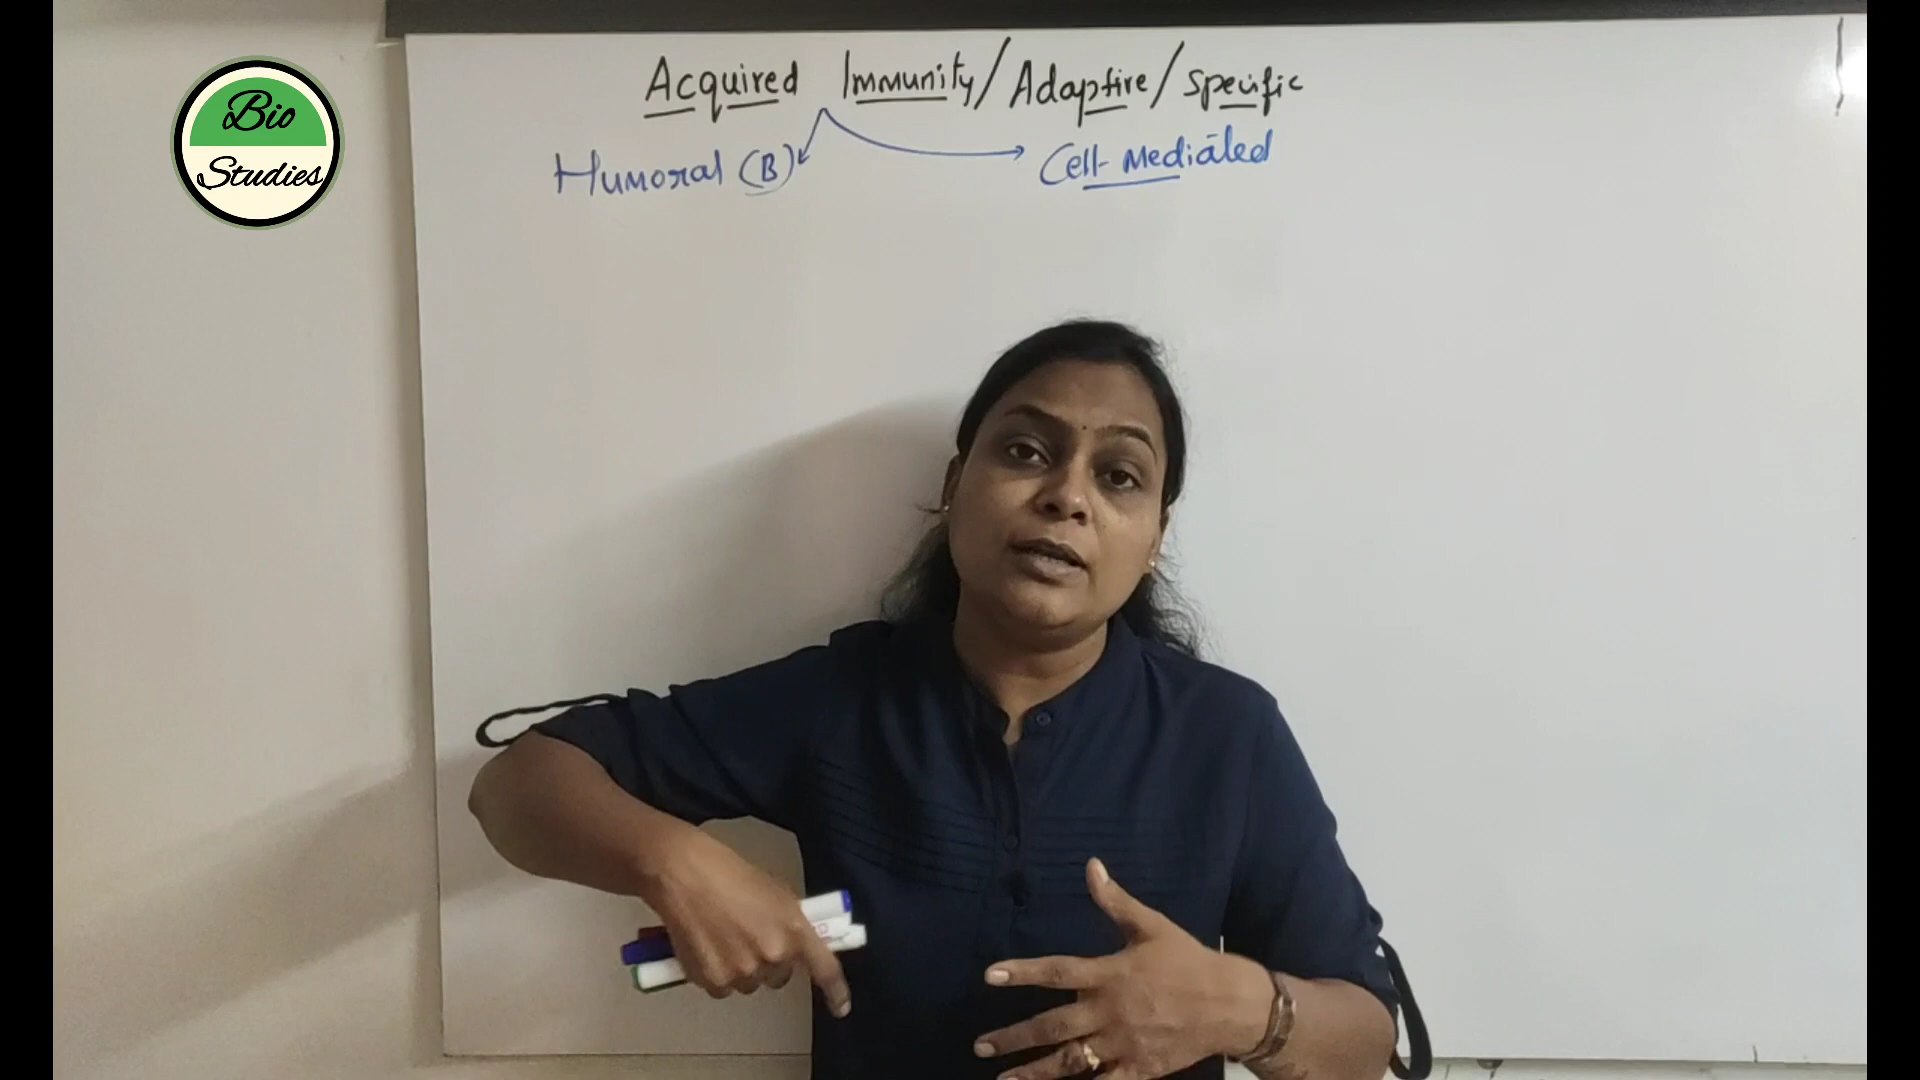 Bio
Studies
Acquired Immunity/Adaptive/Specific
Humoral (B) Cell-Mediated